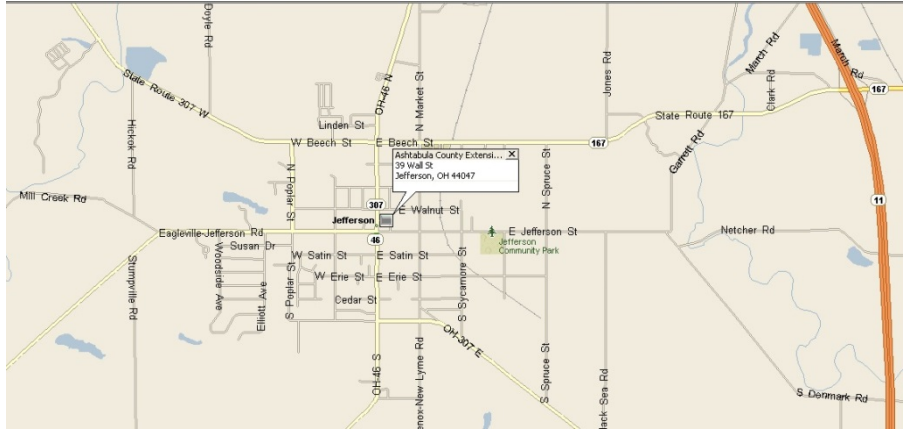 Doyle Rd
State Route 307 W
OH-46 N
N Market St
Jones Rd
March Rd
March Rd
Clark Rd
167
State Route 167
Linden St
Hickok Rd
W Beech St
E Beech St
167
Garrett Rd
Ashtabula County Extensi...
39 Wall St
Jefferson, OH 44047
N Poplar St
N Spruce St
Mill Creek Rd
307
E Walnut St
11
Jefferson
Eagleville-Jefferson Rd
46
E Jefferson St
Netcher Rd
Jefferson
Community Park
Susan Dr
Woodside Ave
W Satin St
E Satin St
Stumpville Rd
Elliott Ave
S Poplar St
W Erie St
E Erie St
S Sycamore St
Cedar St
OH-307 E
OH-46 S
enox-New Lyme Rd
S Spruce St
lack Sea Rd
S Denmark Rd